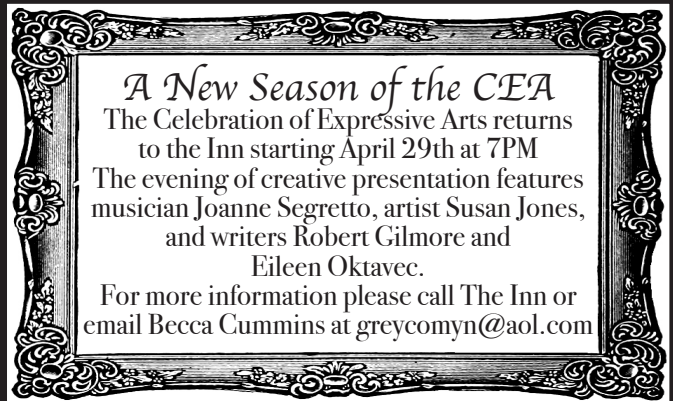 A New Season of the CEA
The Celebration of Expressive Arts returns
to the Inn starting April 29th at 7PM
The evening of creative presentation features
musician Joanne Segretto, artist Susan Jones,
and writers Robert Gilmore and
Eileen Oktavec.
For more information please call The Inn or
email Becca Cummins at greycomyn@aol.com